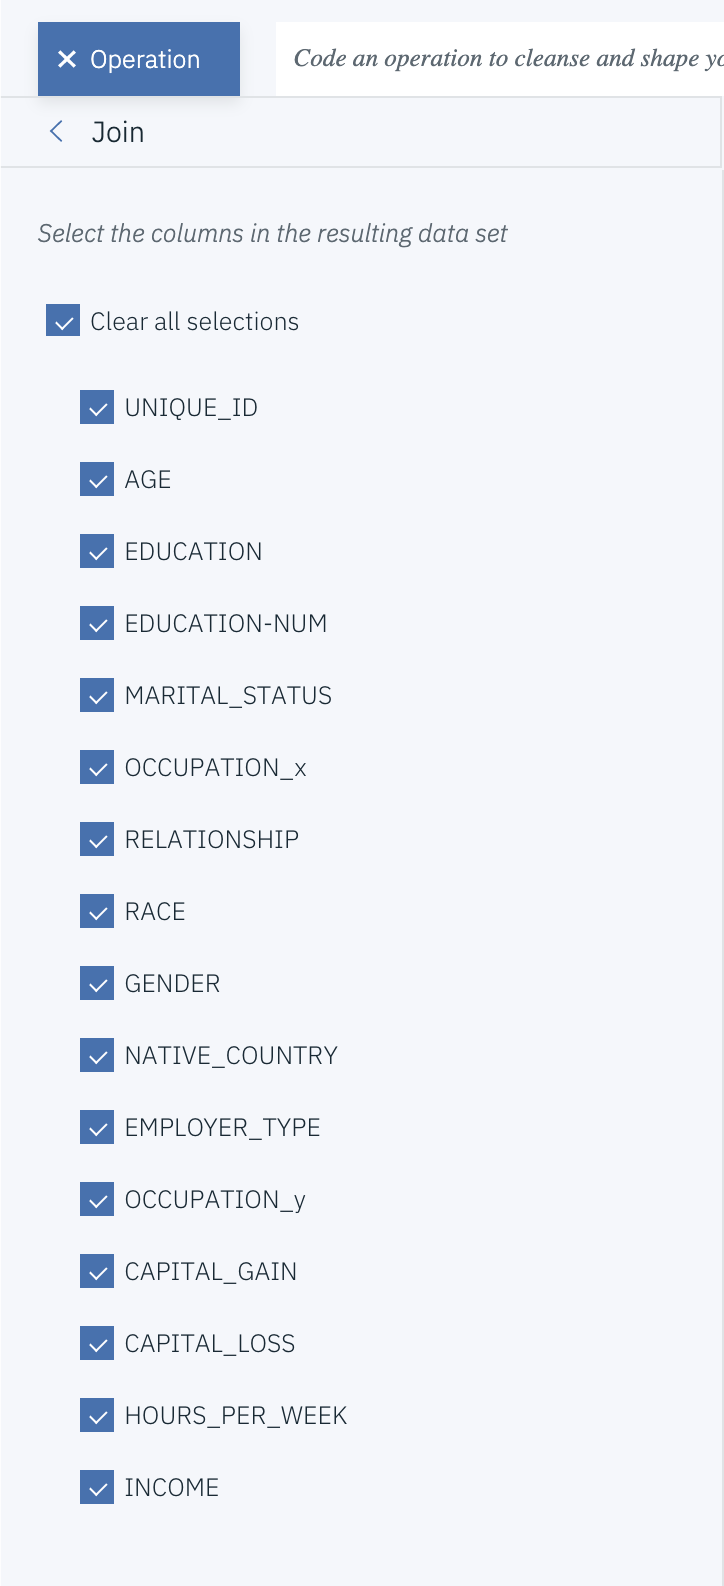 Operation
Code an operation to cleanse and shape
Join
Select the columns in the resulting data set
Clear all selections
UNIQUE_ID
AGE
EDUCATION
EDUCATION-NUM
MARITAL_STATUS
OCCUPATION_x
RELATIONSHIP
RACE
GENDER
NATIVE_COUNTRY
EMPLOYER_TYPE
OCCUPATION_y
CAPITAL_GAIN
CAPITAL_LOSS
HOURS_PER_WEEK
INCOME